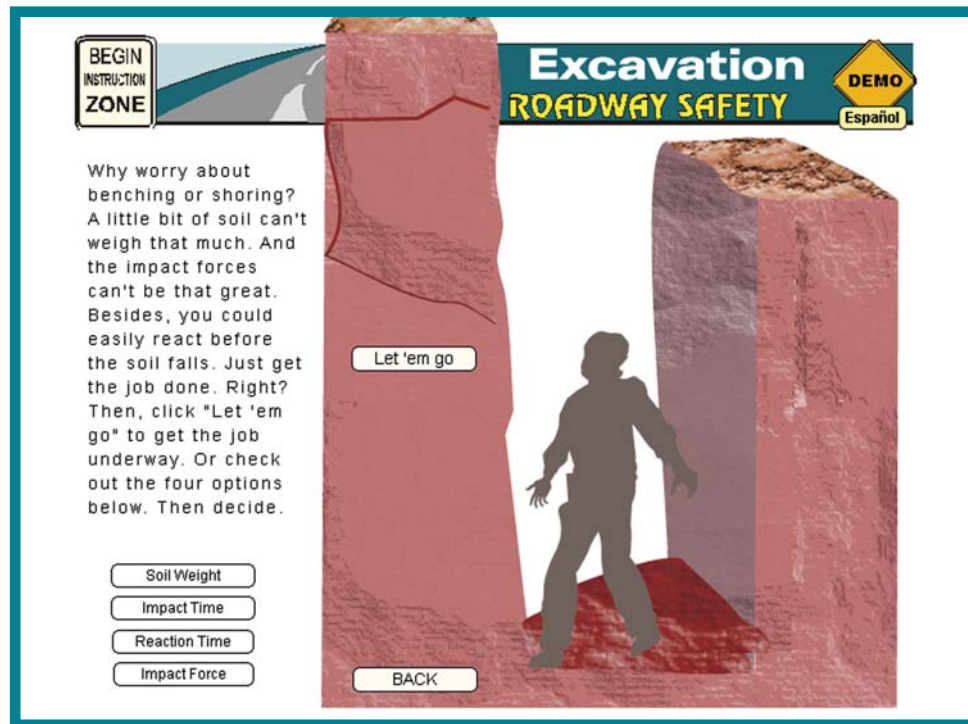 BEGIN
INSTRUCTION
ZONE
Excavation
ROADWAY SAFETY
DEMO
Español
Why worry about
benching or shoring?
A little bit of soil can't
weigh that much. And
the impact forces
can't be that great.
Besides, you could
easily react before
the soil falls. Just get
the job done. Right?
Then, click "Let 'em
go" to get the job
underway. Or check
out the four options
below. Then decide.
Let 'em go
Soil Weight
Impact Time
Reaction Time
Impact Force
BACK